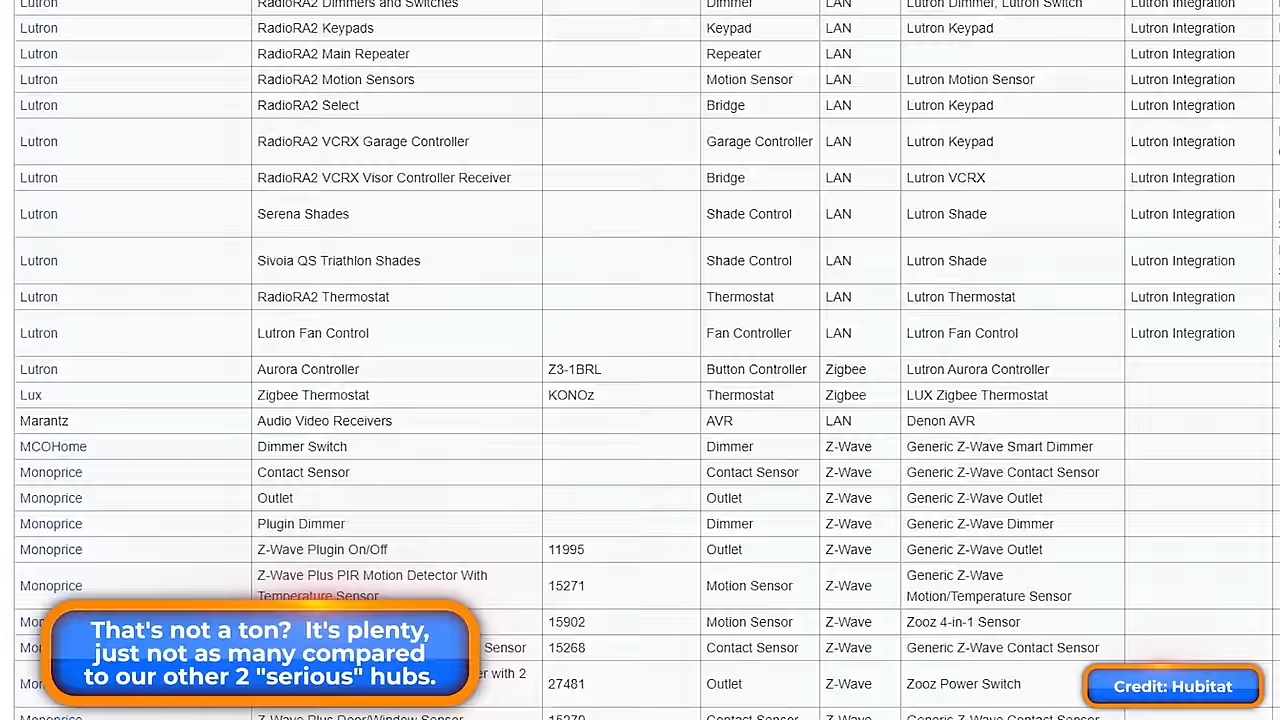 Lutron RadioRA2 Dimmers and Switches Dimmer LAN Lutron Dimmer, Lutron Switch Lutron Integration
Lutron RadioRA2 Keypads Keypad LAN Lutron Keypad Lutron Integration
Lutron RadioRA2 Main Repeater Repeater LAN Lutron Integration
Lutron RadioRA2 Motion Sensors Motion Sensor LAN Lutron Motion Sensor Lutron Integration
Lutron RadioRA2 Select Bridge LAN Lutron Keypad Lutron Integration
Lutron RadioRA2 VCRX Garage Controller Garage Controller LAN Lutron Keypad Lutron Integration
Lutron RadioRA2 VCRX Visor Controller Receiver Bridge LAN Lutron VCRX Lutron Integration
Lutron Serena Shades Shade Control LAN Lutron Shade Lutron Integration
Lutron Sivoia QS Triathlon Shades Shade Control LAN Lutron Shade Lutron Integration
Lutron RadioRA2 Thermostat Thermostat LAN Lutron Thermostat Lutron Integration
Lutron Lutron Fan Control Fan Controller LAN Lutron Fan Control Lutron Integration
Lutron Aurora Controller Z3-1BRL Button Controller Zigbee Lutron Aurora Controller
Lux Zigbee Thermostat KONOz Thermostat Zigbee LUX Zigbee Thermostat
Marantz Audio Video Receivers AVR LAN Denon AVR
MCOHome Dimmer Switch Dimmer Z-Wave Generic Z-Wave Smart Dimmer
Monoprice Contact Sensor Contact Sensor Z-Wave Generic Z-Wave Contact Sensor
Monoprice Outlet Outlet Z-Wave Generic Z-Wave Outlet
Monoprice Plugin Dimmer Dimmer Z-Wave Generic Z-Wave Dimmer
Monoprice Z-Wave Plugin On/Off 11995 Outlet Z-Wave Generic Z-Wave Outlet
Monoprice Z-Wave Plus PIR Motion Detector With Temperature Sensor 15271 Motion Sensor Z-Wave Generic Z-Wave Motion/Temperature Sensor
15902 Motion Sensor Z-Wave Zooz 4-in-1 Sensor
Sensor 15268 Contact Sensor Z-Wave Generic Z-Wave Contact Sensor
with 2 27481 Outlet Z-Wave Zooz Power Switch
Monoprice Z-Wave Plus Door/Window Sensor 15270 Contact Sensor Z-Wave Generic Z-Wave Contact Sensor
That's not a ton? It's plenty,
just not as many compared
to our other 2 "serious" hubs.
Credit: Hubitat